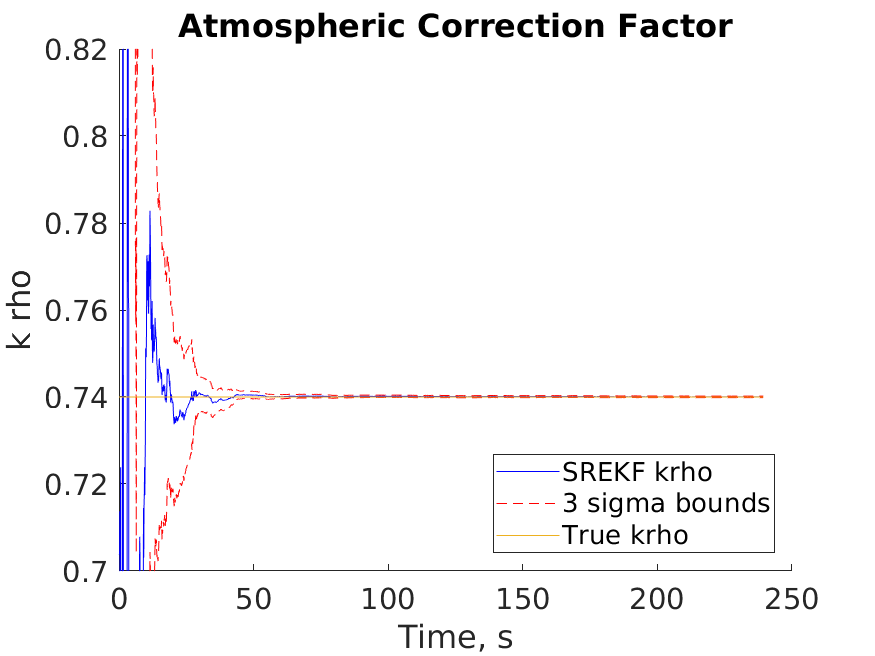 Atmospheric Correction Factor
0.82
0.8
0.78
0.76
0.74
0.72
0.7
k rho
SREKF krho
3 sigma bounds
True krho
0 50 100 150 200 250
Time, s